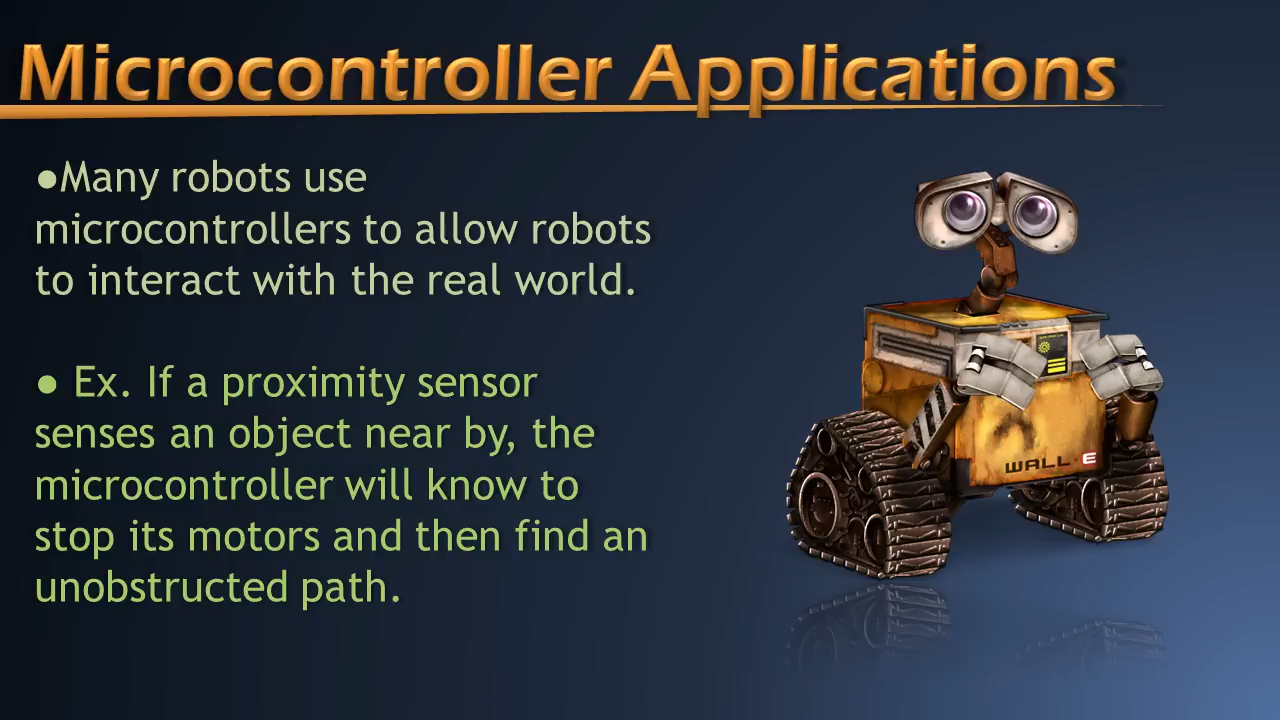 Microcontroller Applications
●Many robots use
microcontrollers to allow robots
to interact with the real world.
● Ex. If a proximity sensor
senses an object near by, the
microcontroller will know to
stop its motors and then find an
unobstructed path.
WALL E